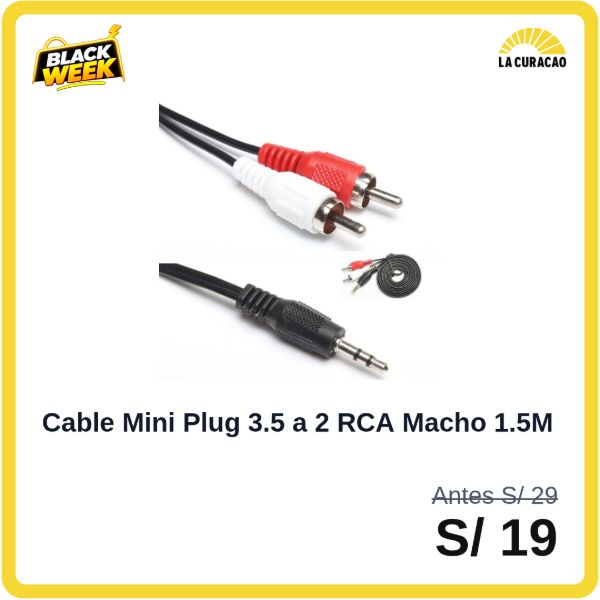 BLACK
WEEK
LA CURACAO
Cable Mini Plug 3.5 a 2 RCA Macho 1.5M
Antes S/ 29
S/ 19